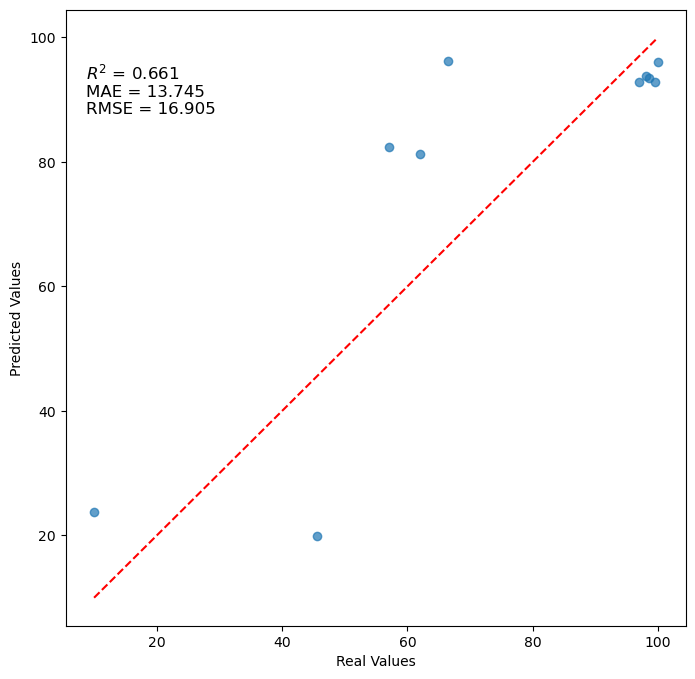 100
80
60
40
20
Predicted Values
R² = 0.661
MAE = 13.745
RMSE = 16.905
20 40 60 80 100
Real Values